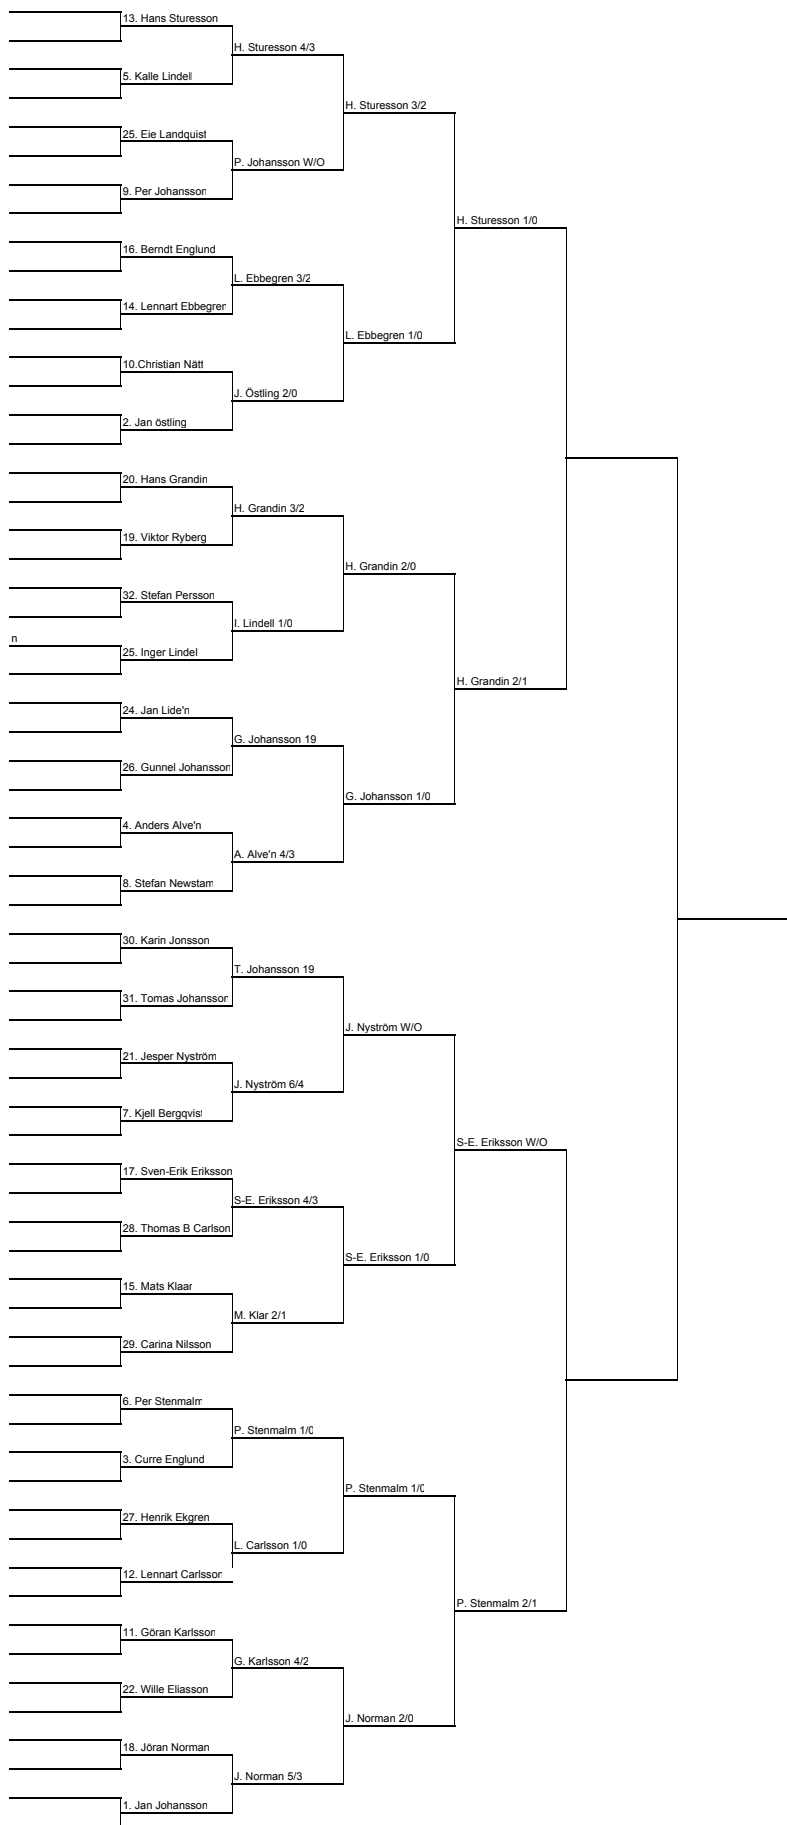 13. Hans Sturesson
H. Sturesson 4/3
5. Kalle Lindell
H. Sturesson 3/2
25. Eie Landquist
P. Johansson W/O
9. Per Johansson
H. Sturesson 1/0
16. Berndt Englund
L. Ebbegren 3/2
14. Lennart Ebbegren
L. Ebbegren 1/0
10.Christian Nätt
J. Östling 2/0
2. Jan östling
20. Hans Grandin
H. Grandin 3/2
19. Viktor Ryberg
H. Grandin 2/0
32. Stefan Persson
I. Lindell 1/0
n
25. Inger Lindel
H. Grandin 2/1
24. Jan Lide'n
G. Johansson 19
26. Gunnel Johansson
G. Johansson 1/0
4. Anders Alve'n
A. Alve'n 4/3
8. Stefan Newstam
30. Karin Jonsson
T. Johansson 19
31. Tomas Johansson
J. Nyström W/O
21. Jesper Nyström
J. Nyström 6/4
7. Kjell Bergqvist
S-E. Eriksson W/O
17. Sven-Erik Eriksson
S-E. Eriksson 4/3
28. Thomas B Carlson
S-E. Eriksson 1/0
15. Mats Klaar
M. Klar 2/1
29. Carina Nilsson
6. Per Stenmalm
P. Stenmalm 1/0
3. Curre Englund
P. Stenmalm 1/0
27. Henrik Ekgren
L. Carlsson 1/0
12. Lennart Carlsson
P. Stenmalm 2/1
11. Göran Karlsson
G. Karlsson 4/2
22. Wille Eliasson
J. Norman 2/0
18. Jöran Norman
J. Norman 5/3
1. Jan Johansson